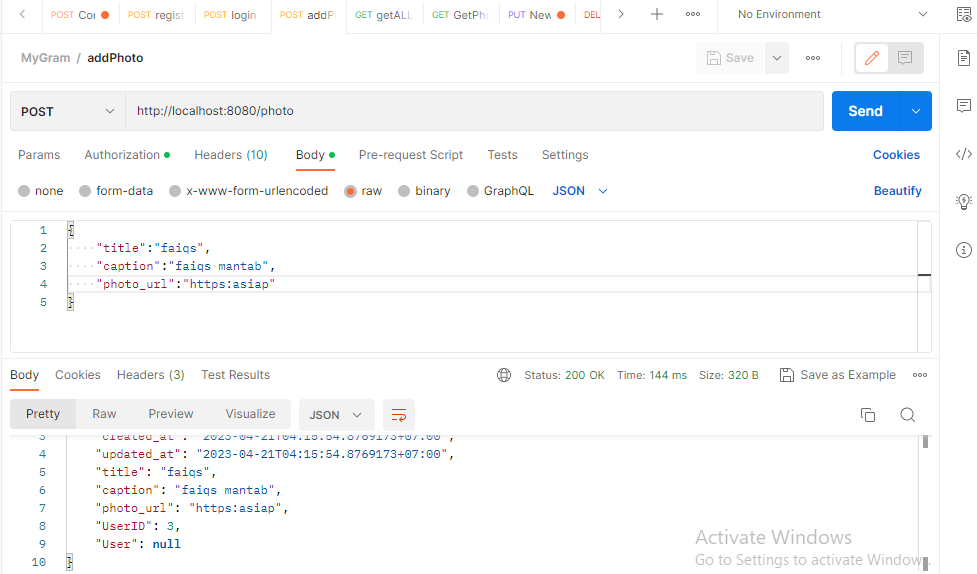 POST Co
POST regist
POST login
POST addP
GET getALL
GET GetPho
PUT New
DEL
No Environment
MyGram / addPhoto
Save
POST
http://localhost:8080/photo
Send
Params Authorization Headers (10) Body Pre-request Script Tests Settings Cookies
none form-data x-www-form-urlencoded raw binary GraphQL JSON Beautify
1 {
2 "title":"faiqs",
3 "caption":"faiqs mantab",
4 "photo_url":"https:asiap"
5 }
Body Cookies Headers (3) Test Results Status: 200 OK Time: 144 ms Size: 320 B Save as Example
Pretty Raw Preview Visualize JSON
3 "created_at": "2023-04-21T04:15:54.8769173+07:00",
4 "updated_at": "2023-04-21T04:15:54.8769173+07:00",
5 "title": "faiqs",
6 "caption": "faiqs mantab",
7 "photo_url": "https:asiap",
8 "UserID": 3,
9 "User": null
10 }
Activate Windows
Go to Settings to activate Windows.